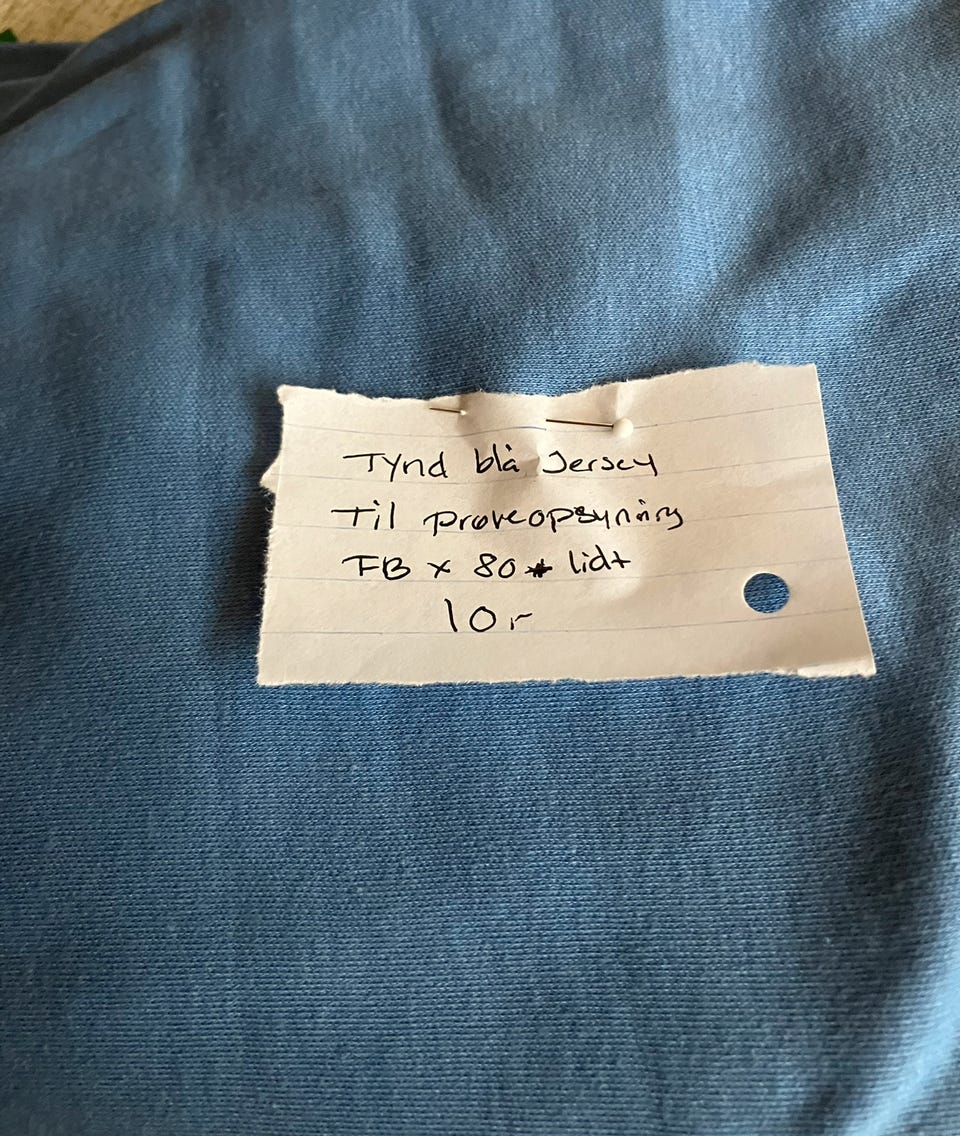 Tynd blå Jersey
Til prøveopsyning
FB x 80 lidt
10 r